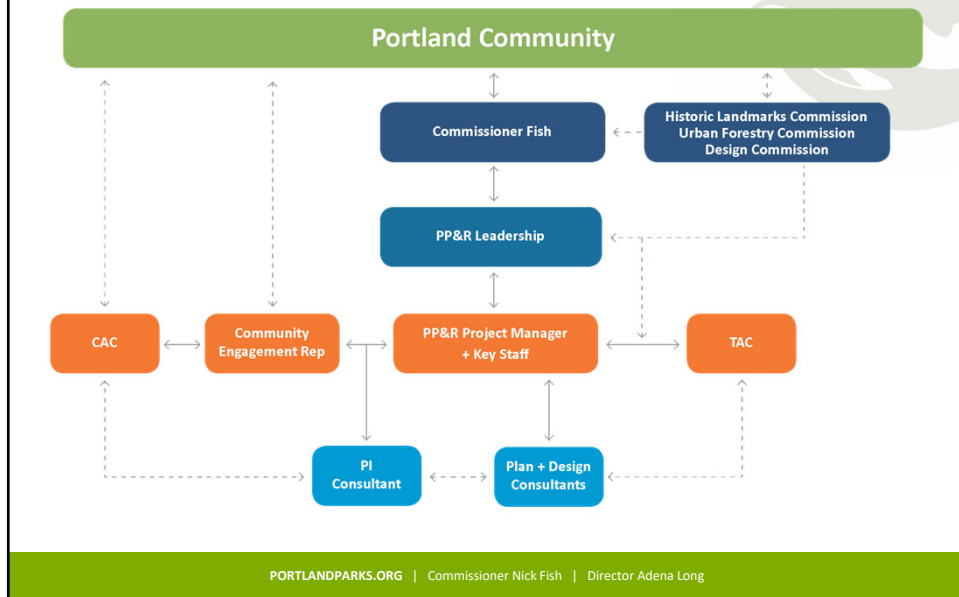 Portland Community
Commissioner Fish
Historic Landmarks Commission
Urban Forestry Commission
Design Commission
PP&R Leadership
CAC
Community
Engagement Rep
PP&R Project Manager
+ Key Staff
TAC
PI
Consultant
Plan + Design
Consultants
PORTLANDPARKS.ORG | Commissioner Nick Fish | Director Adena Long